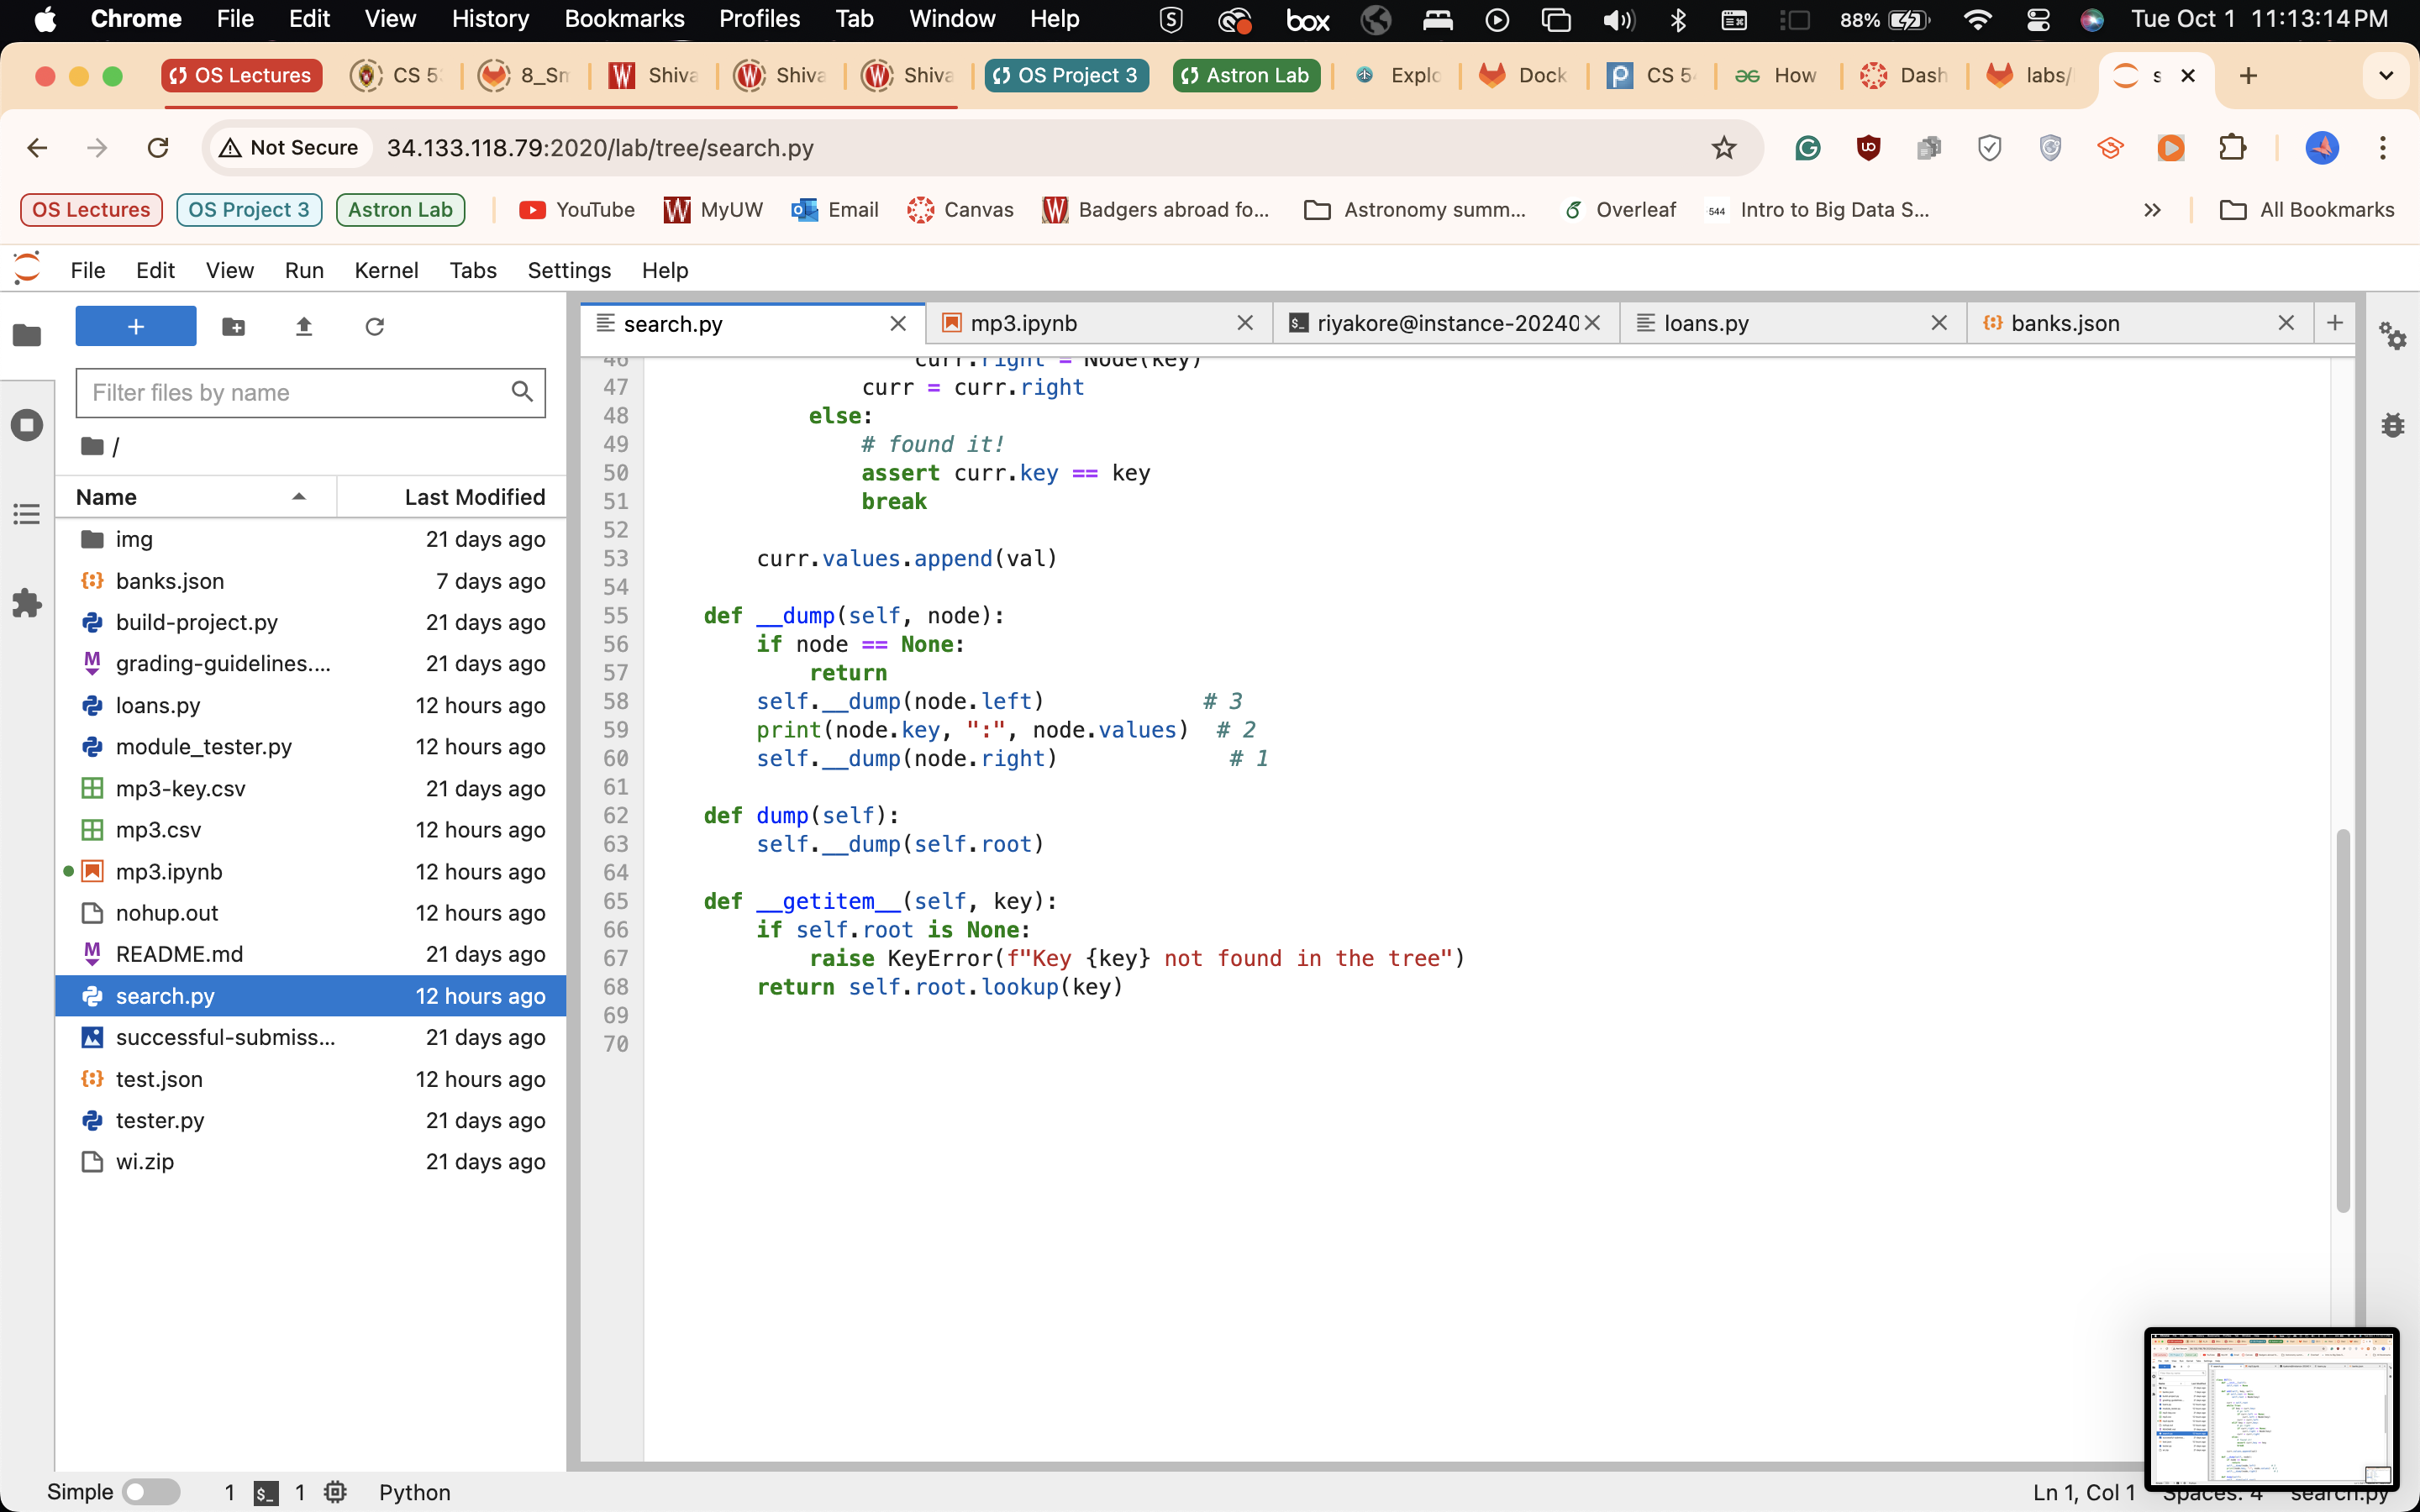 Chrome File Edit View History Bookmarks Profiles Tab Window Help box 88% Tue Oct 1 11:13:14 PM
OS Lectures CS 5 8_Sm Shiva Shiva Shiva OS Project 3 Astron Lab Explo Dock CS 54 How Dash labs/ s
Not Secure 34.133.118.79:2020/lab/tree/search.py
OS Lectures OS Project 3 Astron Lab YouTube MyUW Email Canvas Badgers abroad fo... Astronomy summ... Overleaf 544 Intro to Big Data S... » All Bookmarks
File Edit View Run Kernel Tabs Settings Help
search.py mp3.ipynb riyakore@instance-20240 loans.py banks.json
Filter files by name
/
Name Last Modified
img 21 days ago
banks.json 7 days ago
build-project.py 21 days ago
grading-guidelines.... 21 days ago
loans.py 12 hours ago
module_tester.py 12 hours ago
mp3-key.csv 21 days ago
mp3.csv 12 hours ago
mp3.ipynb 12 hours ago
nohup.out 12 hours ago
README.md 21 days ago
search.py 12 hours ago
successful-submiss... 21 days ago
test.json 12 hours ago
tester.py 21 days ago
wi.zip 21 days ago
46 curr.right = Node(key)
47 curr = curr.right
48 else:
49 # found it!
50 assert curr.key == key
51 break
52
53 curr.values.append(val)
54
55 def __dump(self, node):
56 if node == None:
57 return
58 self.__dump(node.left) # 3
59 print(node.key, ":", node.values) # 2
60 self.__dump(node.right) # 1
61
62 def dump(self):
63 self.__dump(self.root)
64
65 def __getitem__(self, key):
66 if self.root is None:
67 raise KeyError(f"Key {key} not found in the tree")
68 return self.root.lookup(key)
69
70
Simple 1 $_ 1 Python Ln 1, Col 1 Spaces: 4 search.py